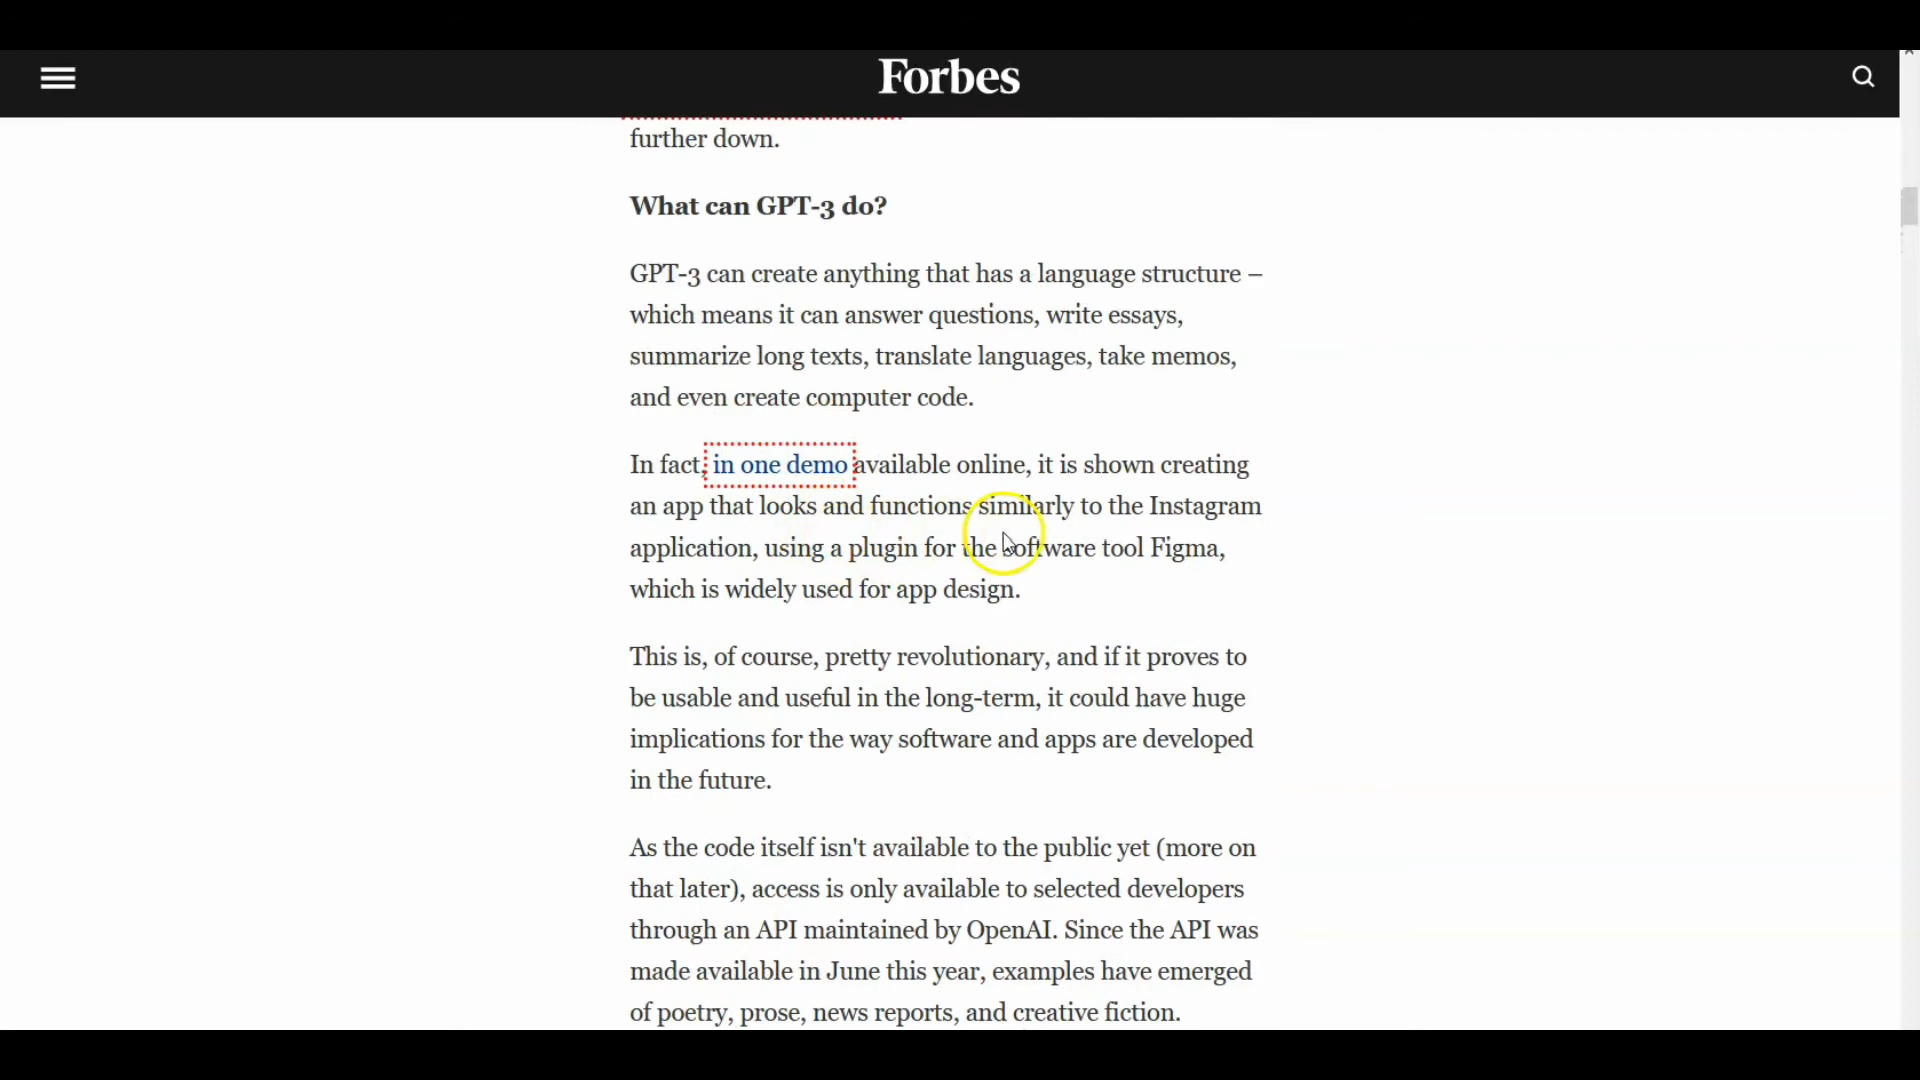 Forbes
further down.
What can GPT-3 do?
GPT-3 can create anything that has a language structure –
which means it can answer questions, write essays,
summarize long texts, translate languages, take memos,
and even create computer code.
In fact, in one demo available online, it is shown creating
an app that looks and functions similarly to the Instagram
application, using a plugin for the software tool Figma,
which is widely used for app design.
This is, of course, pretty revolutionary, and if it proves to
be usable and useful in the long-term, it could have huge
implications for the way software and apps are developed
in the future.
As the code itself isn't available to the public yet (more on
that later), access is only available to selected developers
through an API maintained by OpenAI. Since the API was
made available in June this year, examples have emerged
of poetry, prose, news reports, and creative fiction.